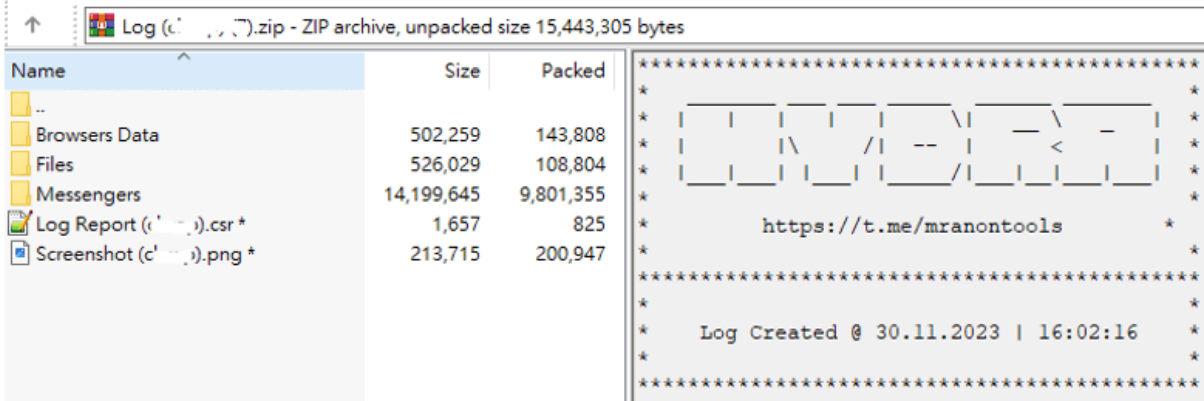 Log (c ).zip - ZIP archive, unpacked size 15,443,305 bytes
Name Size Packed
..
Browsers Data 502,259 143,808
Files 526,029 108,804
Messengers 14,199,645 9,801,355
Log Report ( ).csr * 1,657 825
Screenshot (c ).png * 213,715 200,947
**********************************************
* *
* *
* *
* *
* *
* https://t.me/mranontools *
* *
**********************************************
* *
* Log Created @ 30.11.2023 | 16:02:16 *
* *
**********************************************